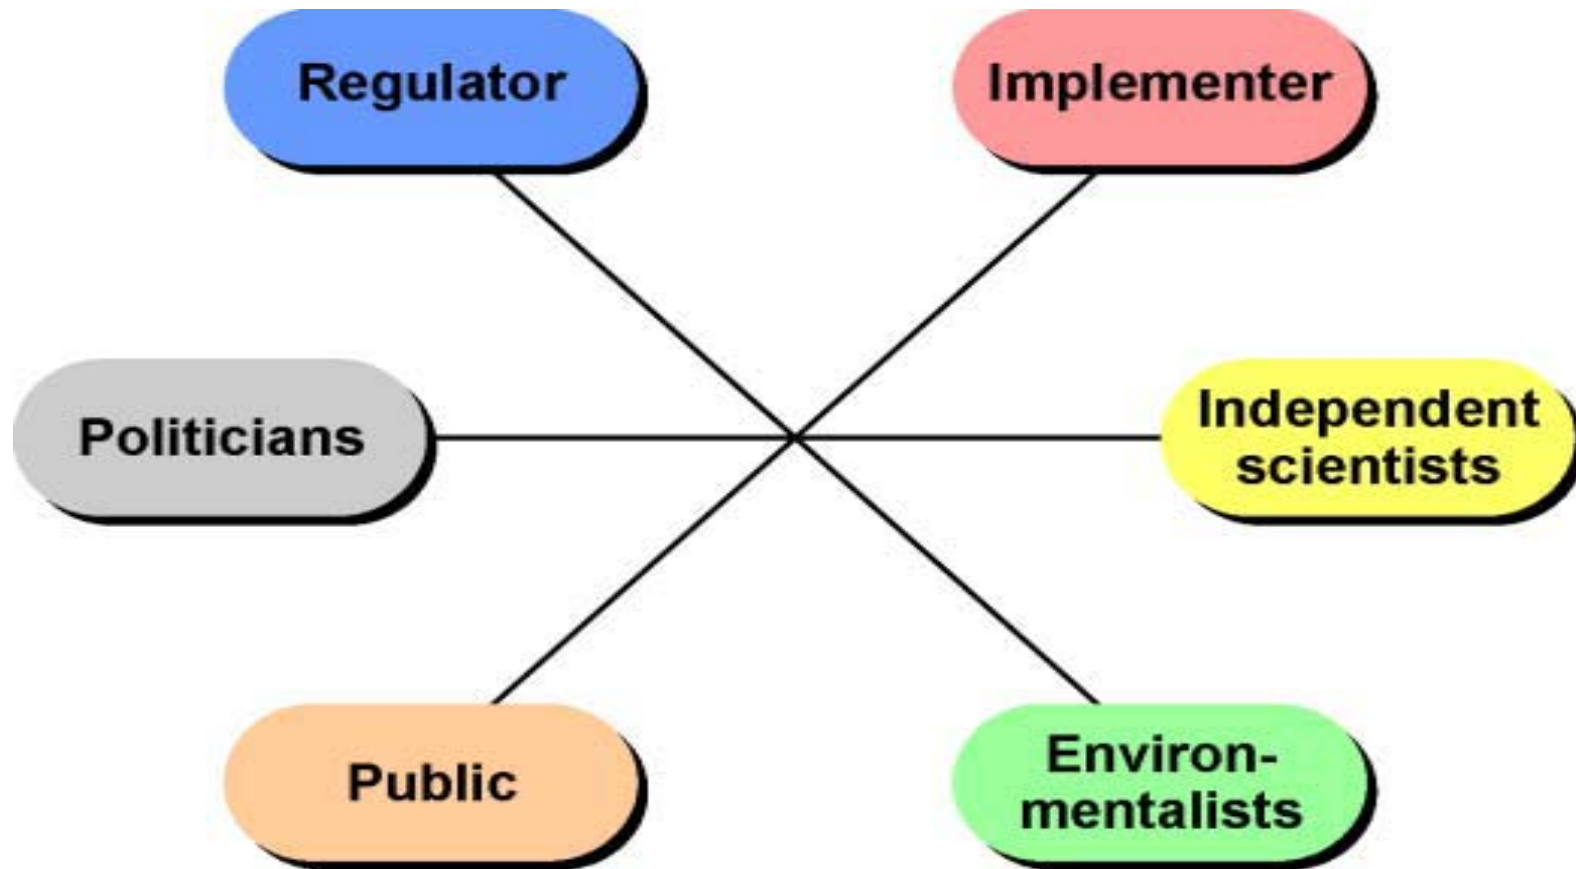 Regulator
Implementer
Politicians
Independent
scientists
Public
Environ-
mentalists